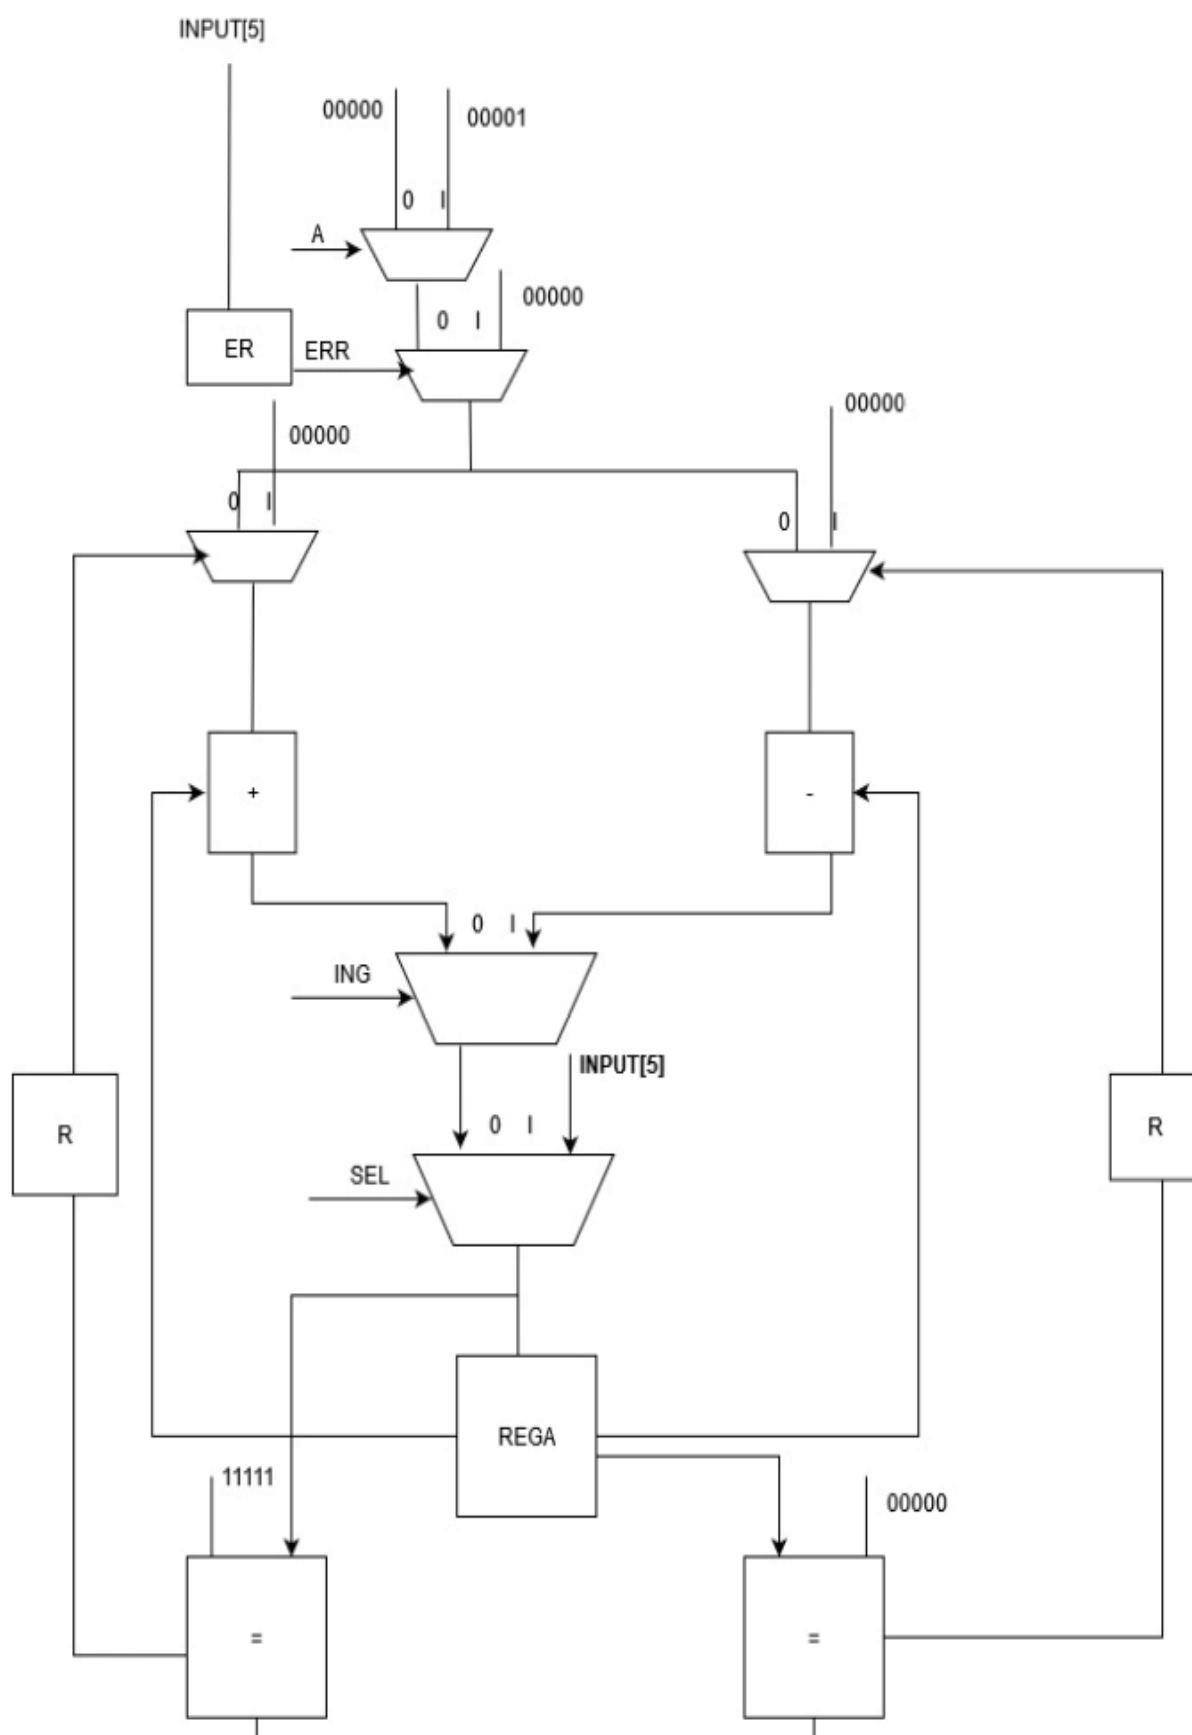 INPUT[5]
00000
00001
0 I
A
00000
0 I
ER
ERR
00000
00000
0 I
0 I
+
-
0 I
ING
INPUT[5]
0 I
SEL
R
R
REGA
11111
00000
=
=